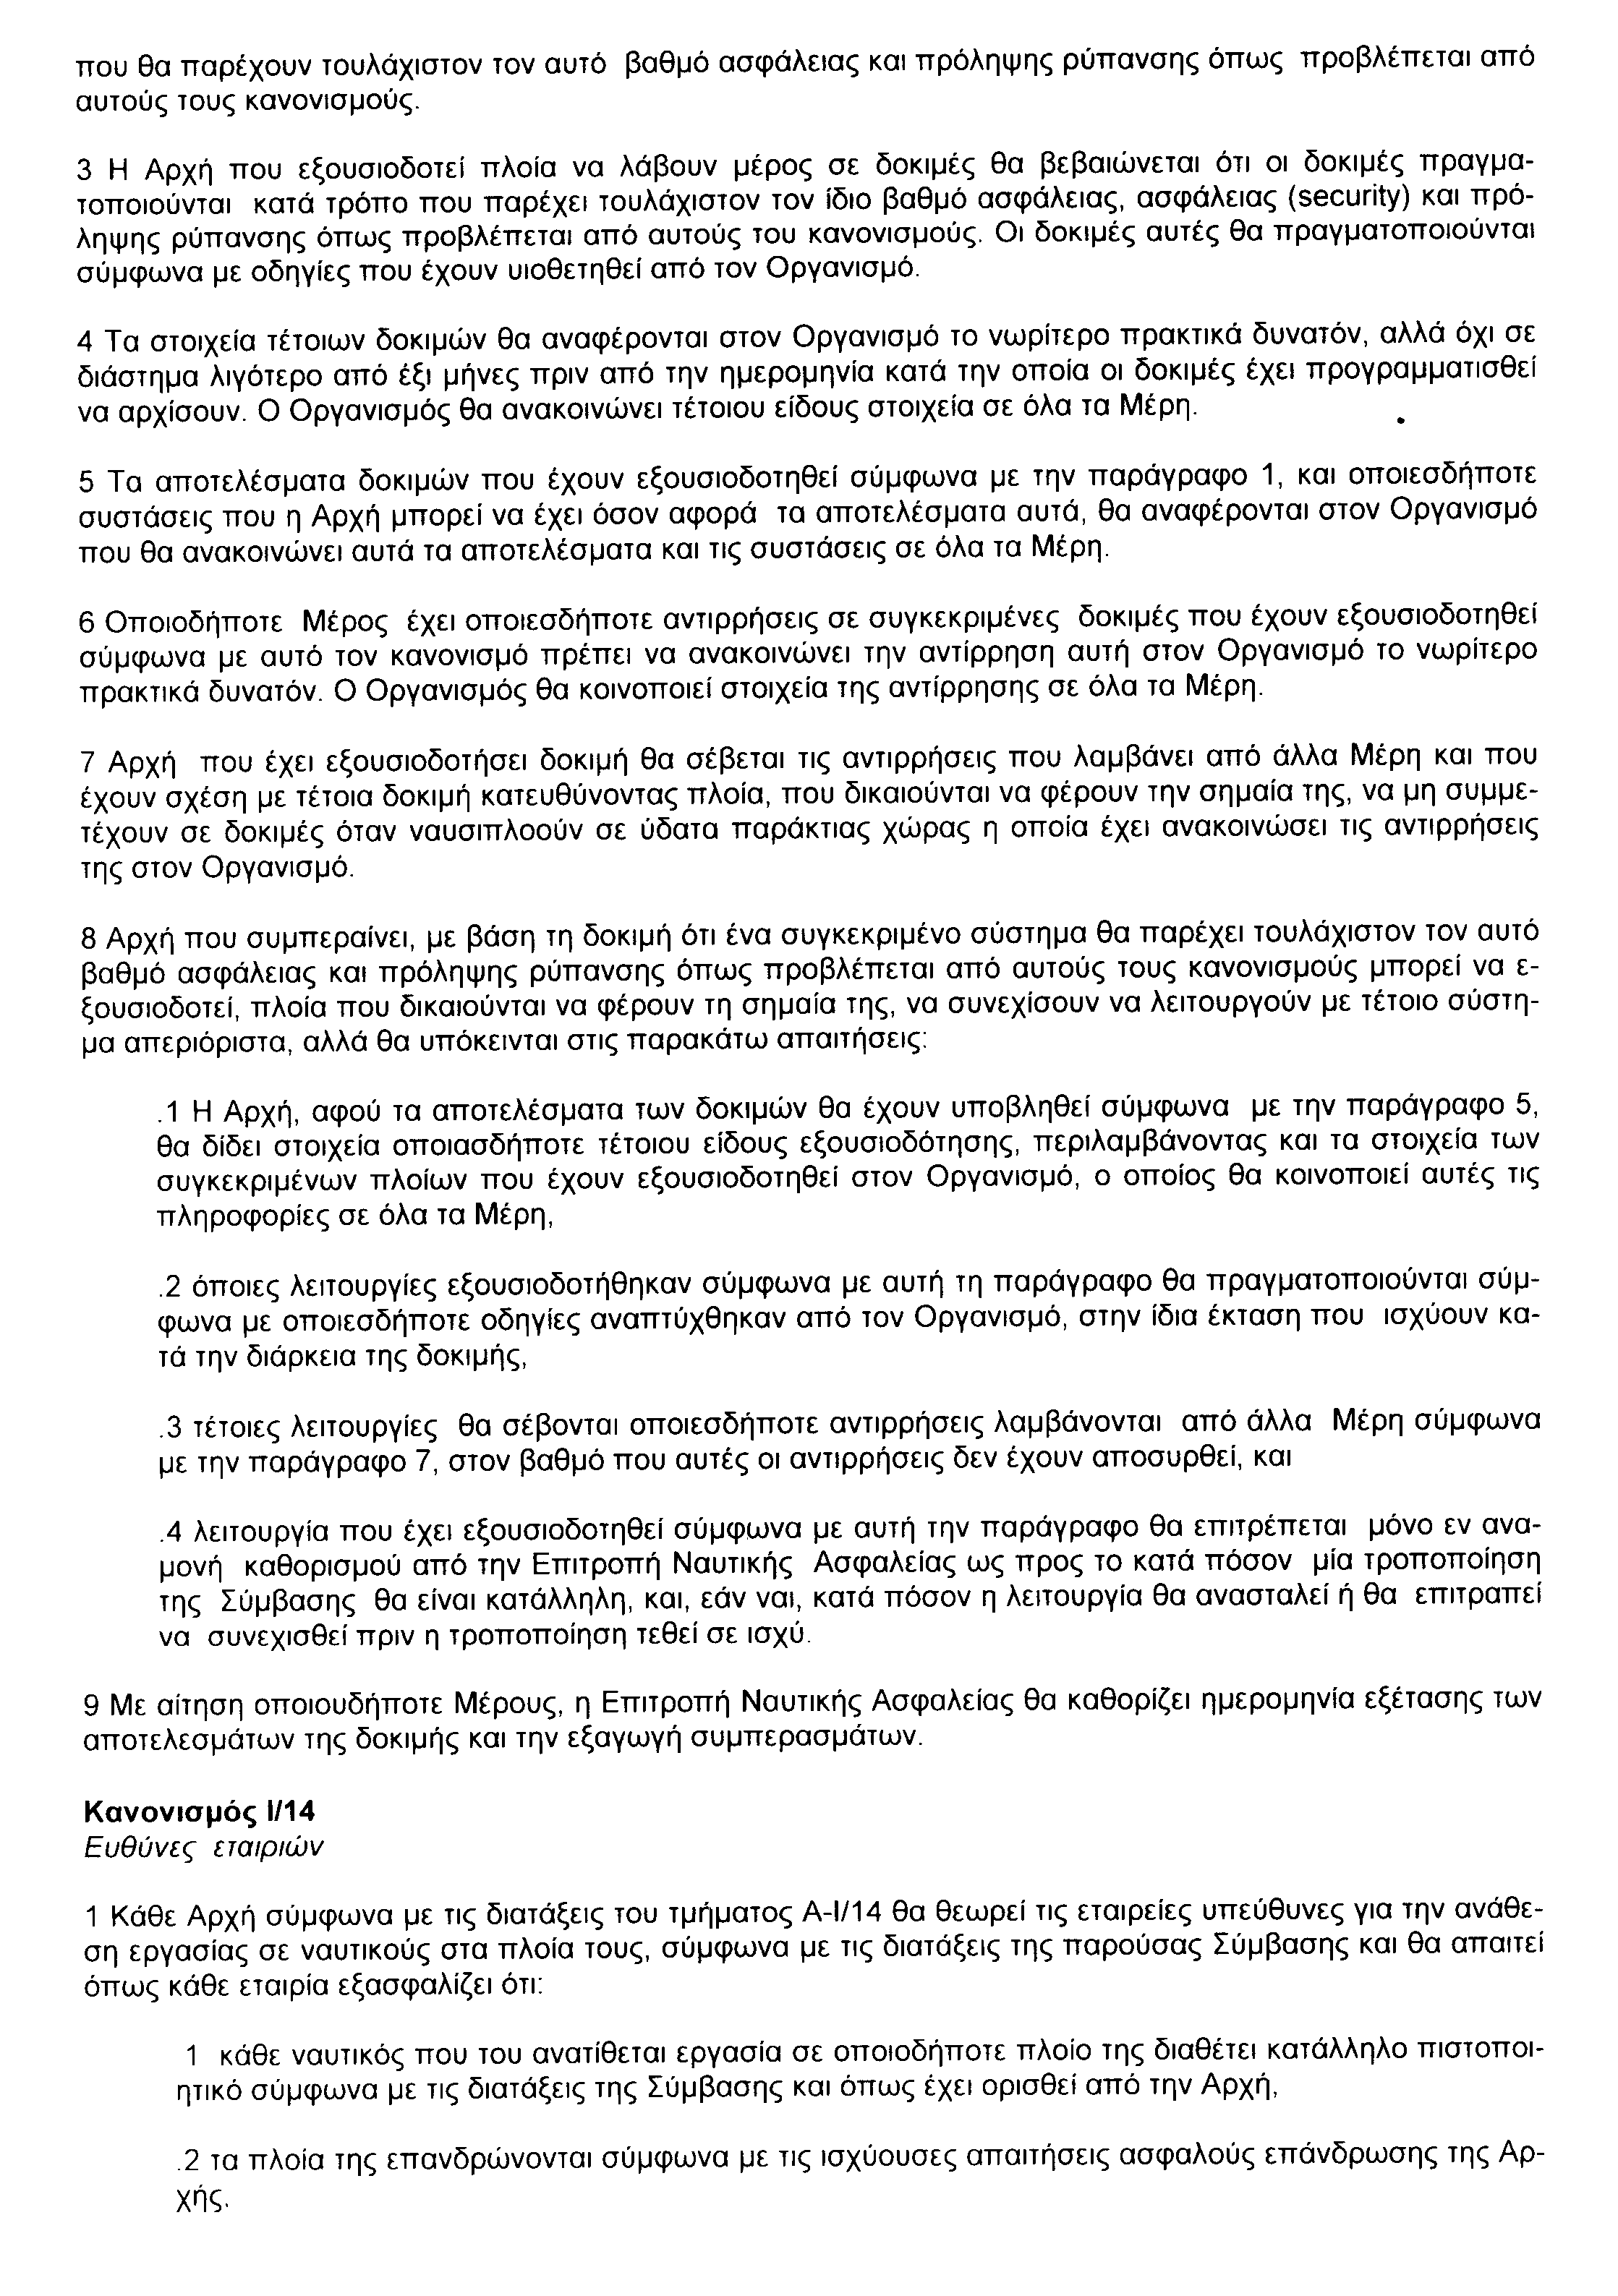 που θα παρέχουν τουλάχιστον τον αυτό βαθμό ασφάλειας και πρόληψης ρύπανσης όπως προβλέπεται από
αυτούς τους κανονισμούς.
3 Η Αρχή που εξουσιοδοτεί πλοία να λάβουν μέρος σε δοκιμές θα βεβαιώνεται ότι οι δοκιμές πραγμα-
τοποιούνται κατά τρόπο που παρέχει τουλάχιστον τον ίδιο βαθμό ασφάλειας, ασφάλειας (security) και πρό-
ληψης ρύπανσης όπως προβλέπεται από αυτούς του κανονισμούς. Οι δοκιμές αυτές θα πραγματοποιούνται
σύμφωνα με οδηγίες που έχουν υιοθετηθεί από τον Οργανισμό.
4 Τα στοιχεία τέτοιων δοκιμών θα αναφέρονται στον Οργανισμό το νωρίτερο πρακτικά δυνατόν, αλλά όχι σε
διάστημα λιγότερο από έξι μήνες πριν από την ημερομηνία κατά την οποία οι δοκιμές έχει προγραμματισθεί
να αρχίσουν. Ο Οργανισμός θα ανακοινώνει τέτοιου είδους στοιχεία σε όλα τα Μέρη.
5 Τα αποτελέσματα δοκιμών που έχουν εξουσιοδοτηθεί σύμφωνα με την παράγραφο 1, και οποιεσδήποτε
συστάσεις που η Αρχή μπορεί να έχει όσον αφορά τα αποτελέσματα αυτά, θα αναφέρονται στον Οργανισμό
που θα ανακοινώνει αυτά τα αποτελέσματα και τις συστάσεις σε όλα τα Μέρη.
6 Οποιοδήποτε Μέρος έχει οποιεσδήποτε αντιρρήσεις σε συγκεκριμένες δοκιμές που έχουν εξουσιοδοτηθεί
σύμφωνα με αυτό τον κανονισμό πρέπει να ανακοινώνει την αντίρρηση αυτή στον Οργανισμό το νωρίτερο
πρακτικά δυνατόν. Ο Οργανισμός θα κοινοποιεί στοιχεία της αντίρρησης σε όλα τα Μέρη.
7 Αρχή που έχει εξουσιοδοτήσει δοκιμή θα σέβεται τις αντιρρήσεις που λαμβάνει από άλλα Μέρη και που
έχουν σχέση με τέτοια δοκιμή κατευθύνοντας πλοία, που δικαιούνται να φέρουν την σημαία της, να μη συμμε-
τέχουν σε δοκιμές όταν ναυσιπλοούν σε ύδατα παράκτιας χώρας η οποία έχει ανακοινώσει τις αντιρρήσεις
της στον Οργανισμό.
8 Αρχή που συμπεραίνει, με βάση τη δοκιμή ότι ένα συγκεκριμένο σύστημα θα παρέχει τουλάχιστον τον αυτό
βαθμό ασφάλειας και πρόληψης ρύπανσης όπως προβλέπεται από αυτούς τους κανονισμούς μπορεί να ε-
ξουσιοδοτεί, πλοία που δικαιούνται να φέρουν τη σημαία της, να συνεχίσουν να λειτουργούν με τέτοιο σύστη-
μα απεριόριστα, αλλά θα υπόκεινται στις παρακάτω απαιτήσεις:
.1 Η Αρχή, αφού τα αποτελέσματα των δοκιμών θα έχουν υποβληθεί σύμφωνα με την παράγραφο 5,
θα δίδει στοιχεία οποιασδήποτε τέτοιου είδους εξουσιοδότησης, περιλαμβάνοντας και τα στοιχεία των
συγκεκριμένων πλοίων που έχουν εξουσιοδοτηθεί στον Οργανισμό, ο οποίος θα κοινοποιεί αυτές τις
πληροφορίες σε όλα τα Μέρη,
.2 όποιες λειτουργίες εξουσιοδοτήθηκαν σύμφωνα με αυτή τη παράγραφο θα πραγματοποιούνται σύμ-
φωνα με οποιεσδήποτε οδηγίες αναπτύχθηκαν από τον Οργανισμό, στην ίδια έκταση που ισχύουν κα-
τά την διάρκεια της δοκιμής,
.3 τέτοιες λειτουργίες θα σέβονται οποιεσδήποτε αντιρρήσεις λαμβάνονται από άλλα Μέρη σύμφωνα
με την παράγραφο 7, στον βαθμό που αυτές οι αντιρρήσεις δεν έχουν αποσυρθεί, και
.4 λειτουργία που έχει εξουσιοδοτηθεί σύμφωνα με αυτή την παράγραφο θα επιτρέπεται μόνο εν ανα-
μονή καθορισμού από την Επιτροπή Ναυτικής Ασφαλείας ως προς το κατά πόσον μία τροποποίηση
της Σύμβασης θα είναι κατάλληλη, και, εάν ναι, κατά πόσον η λειτουργία θα ανασταλεί ή θα επιτραπεί
να συνεχισθεί πριν η τροποποίηση τεθεί σε ισχύ.
9 Με αίτηση οποιουδήποτε Μέρους, η Επιτροπή Ναυτικής Ασφαλείας θα καθορίζει ημερομηνία εξέτασης των
αποτελεσμάτων της δοκιμής και την εξαγωγή συμπερασμάτων.
Κανονισμός Ι/14
Ευθύνες εταιριών
1 Κάθε Αρχή σύμφωνα με τις διατάξεις του τμήματος Α-Ι/14 θα θεωρεί τις εταιρείες υπεύθυνες για την ανάθε-
ση εργασίας σε ναυτικούς στα πλοία τους, σύμφωνα με τις διατάξεις της παρούσας Σύμβασης και θα απαιτεί
όπως κάθε εταιρία εξασφαλίζει ότι:
1 κάθε ναυτικός που του ανατίθεται εργασία σε οποιοδήποτε πλοίο της διαθέτει κατάλληλο πιστοποι-
ητικό σύμφωνα με τις διατάξεις της Σύμβασης και όπως έχει ορισθεί από την Αρχή,
.2 τα πλοία της επανδρώνονται σύμφωνα με τις ισχύουσες απαιτήσεις ασφαλούς επάνδρωσης της Αρ-
χής.